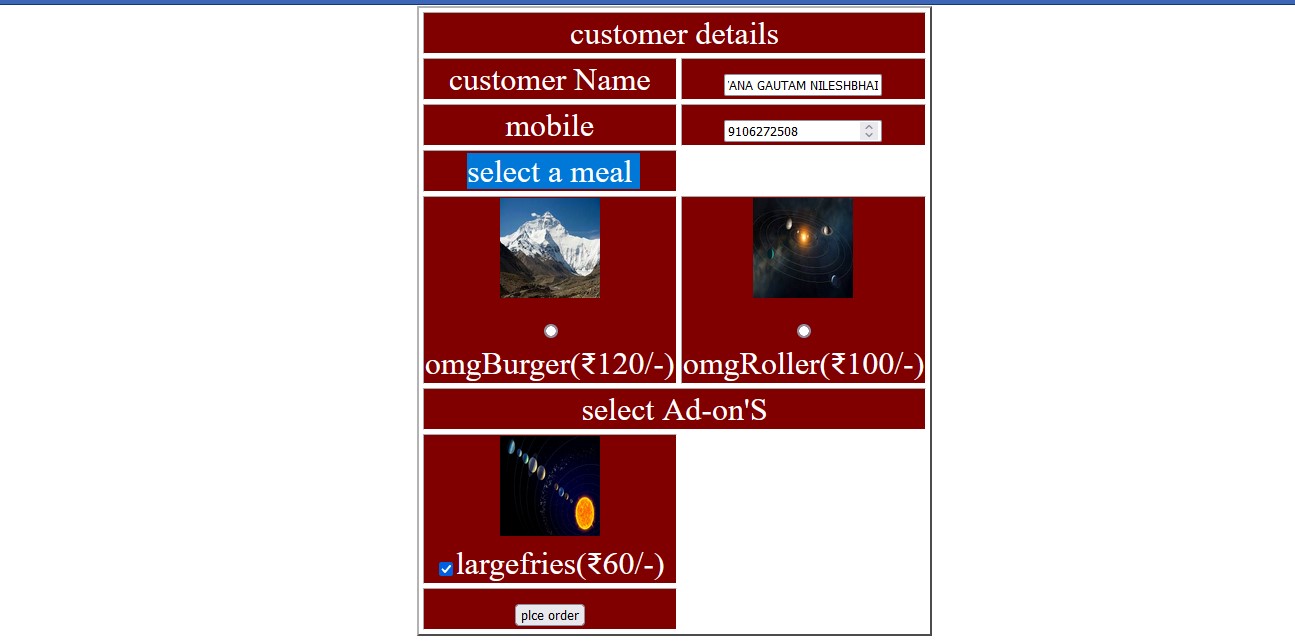 customer details
customer Name
'ANA GAUTAM NILESHBHAI
mobile
9106272508
select a meal
omgBurger(₹120/-)
omgRoller(₹100/-)
select Ad-on'S
largefries(₹60/-)
plce order